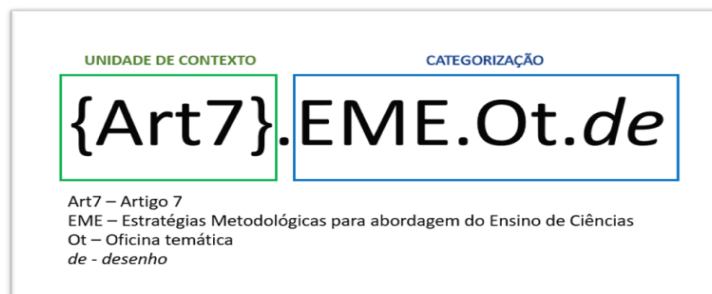 UNIDADE DE CONTEXTO CATEGORIZAÇÃO
{Art7}.EME.Ot.de
Art7 – Artigo 7
EME – Estratégias Metodológicas para abordagem do Ensino de Ciências
Ot – Oficina temática
de - desenho